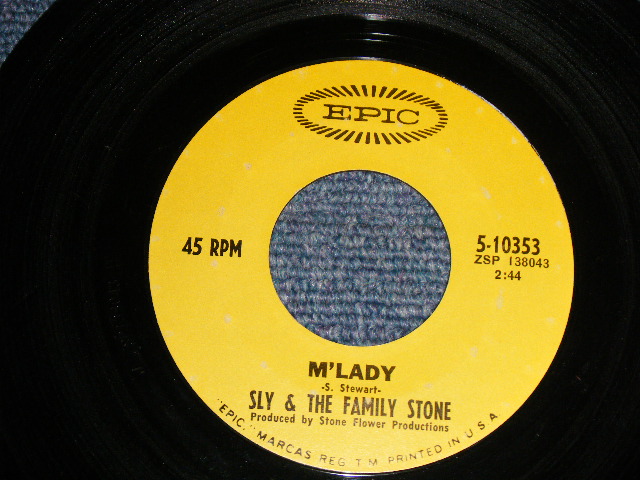 EPIC
45 RPM
5-10353
ZSP 138043
2:44
M'LADY
-S. Stewart-
SLY & THE FAMILY STONE
Produced by Stone Flower Productions
"EPIC," MARCAS REG. T.M. PRINTED IN U S A